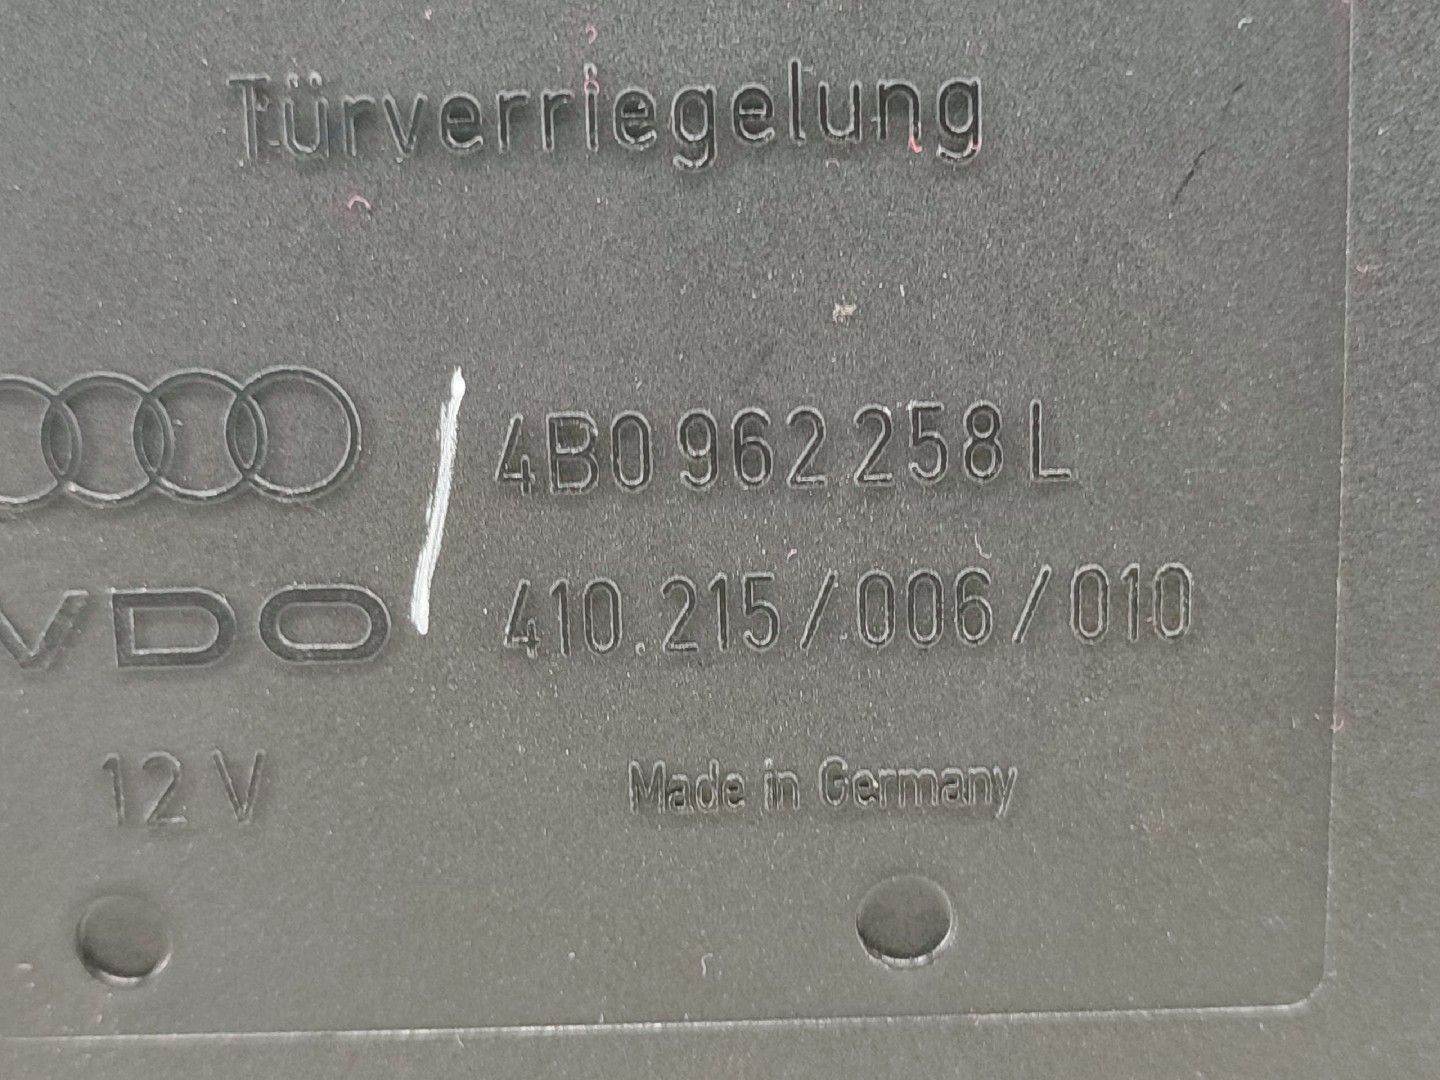 Türverriegelung
4B0 962 258 L
VDO 410.215/006/010
12 V Made in Germany